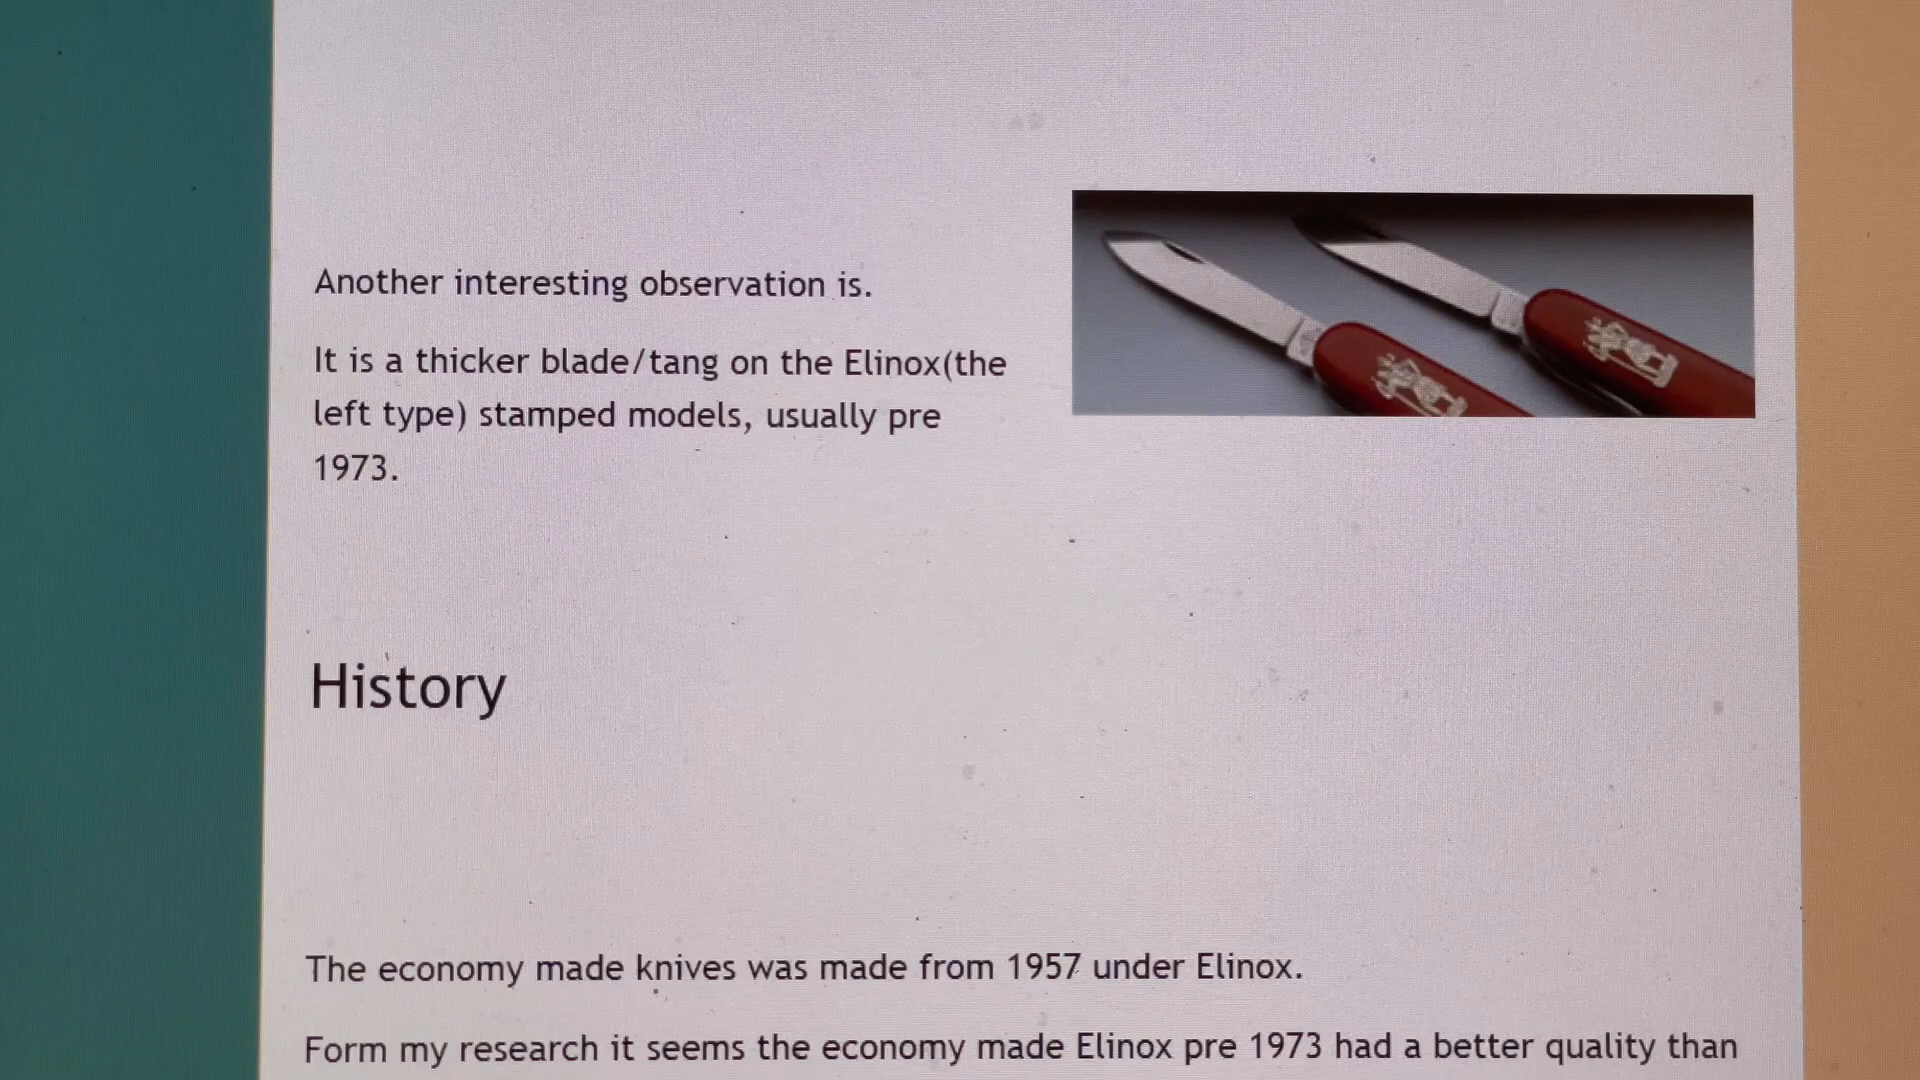 Another interesting observation is.
It is a thicker blade/tang on the Elinox(the
left type) stamped models, usually pre
1973.
History
The economy made knives was made from 1957 under Elinox.
Form my research it seems the economy made Elinox pre 1973 had a better quality than